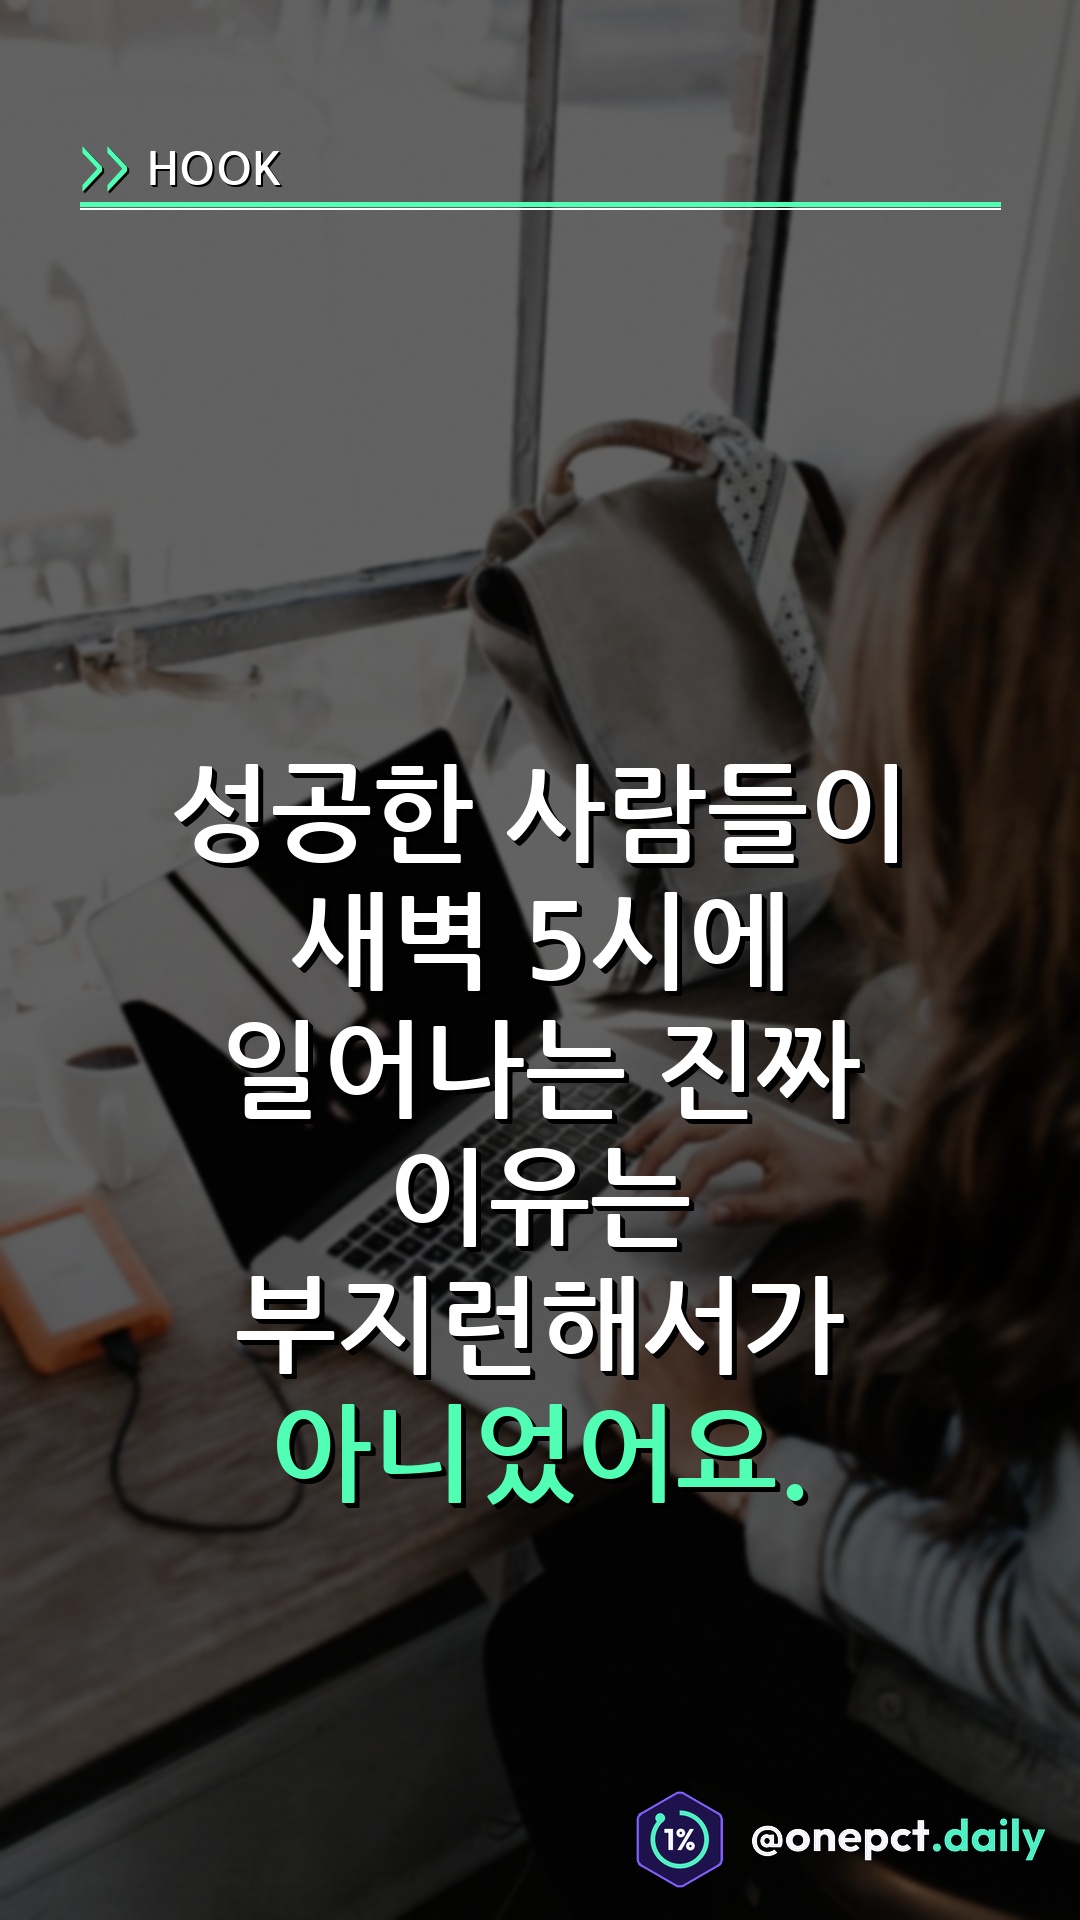 >> HOOK
성공한 사람들이
새벽 5시에
일어나는 진짜
이유는
부지런해서가
아니었어요.
1% @onepct.daily